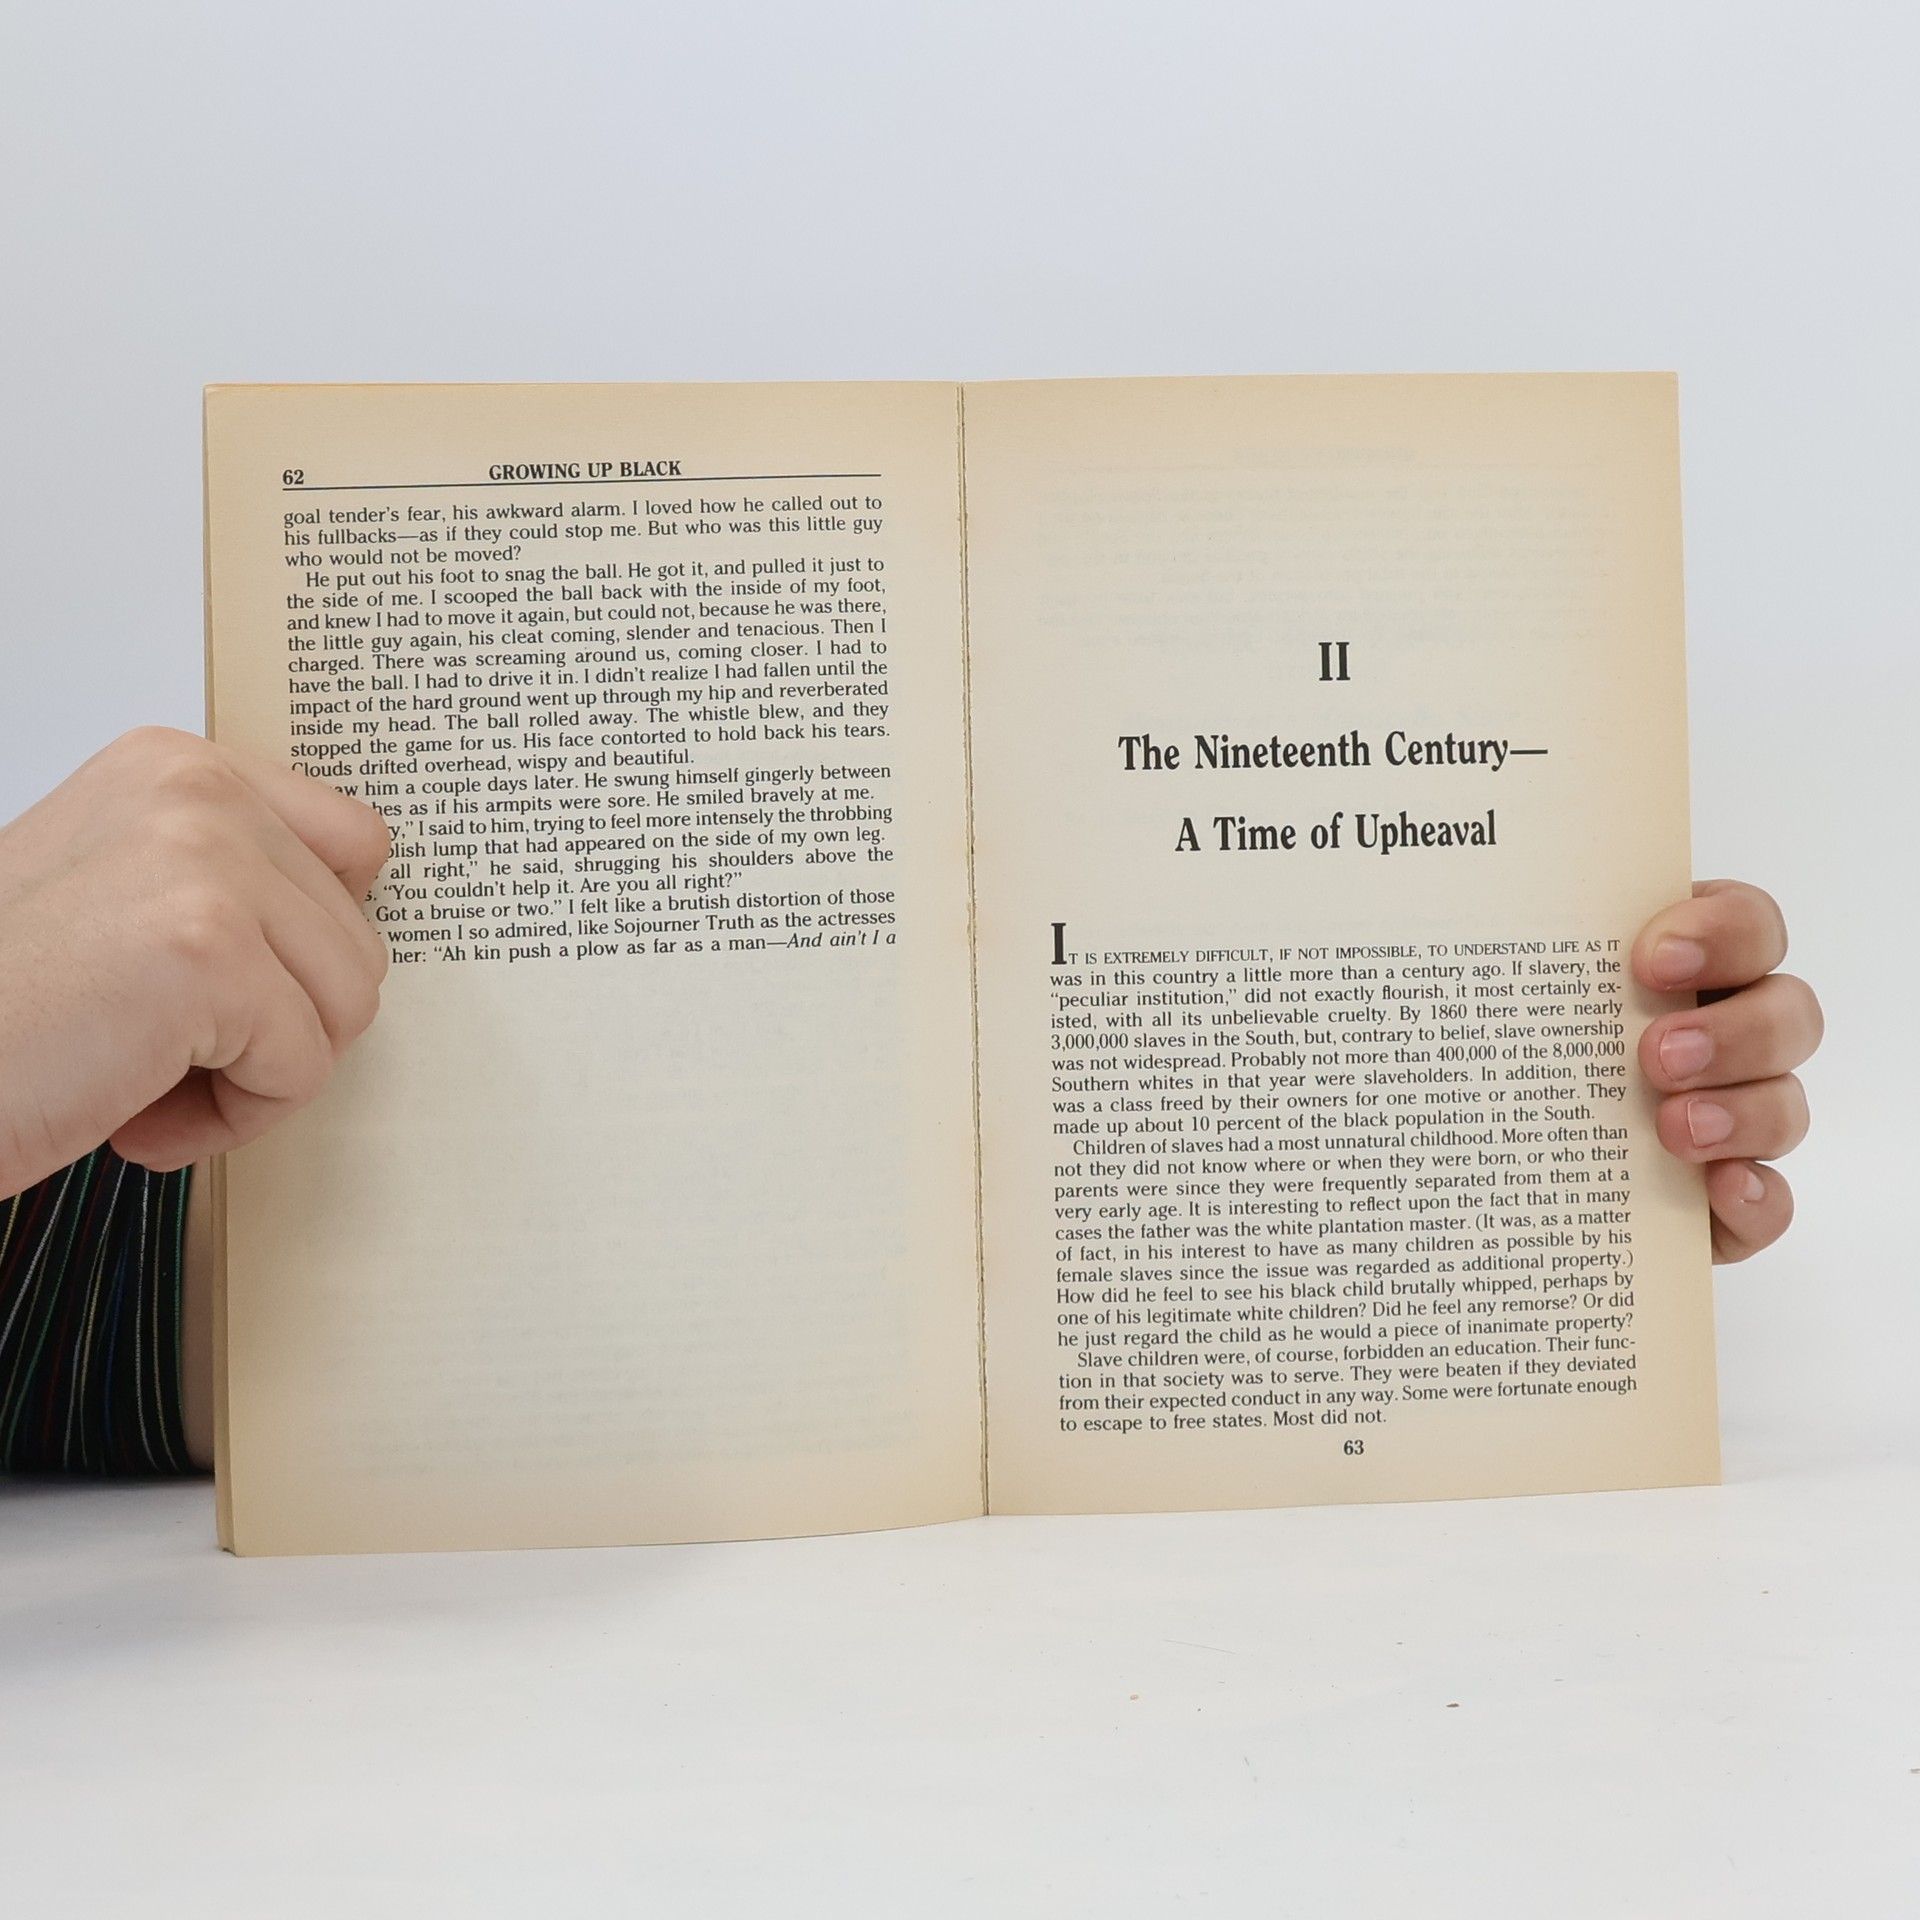 62 GROWING UP BLACK
goal tender's fear, his awkward alarm. I loved how he called out to
his fullbacks—as if they could stop me. But who was this little guy
who would not be moved?
He put out his foot to snag the ball. He got it, and pulled it just to
the side of me. I scooped the ball back with the inside of my foot,
and knew I had to move it again, but could not, because he was there,
the little guy again, his cleat coming, slender and tenacious. Then I
charged. There was screaming around us, coming closer. I had to
have the ball. I had to drive it in. I didn't realize I had fallen until the
impact of the hard ground went up through my hip and reverberated
inside my head. The ball rolled away. The whistle blew, and they
stopped the game for us. His face contorted to hold back his tears.
Clouds drifted overhead, wispy and beautiful.
him a couple days later. He swung himself gingerly between
as if his armpits were sore. He smiled bravely at me.
I said to him, trying to feel more intensely the throbbing
lump that had appeared on the side of my own leg.
all right,” he said, shrugging his shoulders above the
“You couldn't help it. Are you all right?”
Got a bruise or two.” I felt like a brutish distortion of those
women I so admired, like Sojourner Truth as the actresses
her: “Ah kin push a plow as far as a man—And ain't I a
II
The Nineteenth Century—
A Time of Upheaval
IT IS EXTREMELY DIFFICULT, IF NOT IMPOSSIBLE, TO UNDERSTAND LIFE AS IT
was in this country a little more than a century ago. If slavery, the
“peculiar institution,” did not exactly flourish, it most certainly ex-
isted, with all its unbelievable cruelty. By 1860 there were nearly
3,000,000 slaves in the South, but, contrary to belief, slave ownership
was not widespread. Probably not more than 400,000 of the 8,000,000
Southern whites in that year were slaveholders. In addition, there
was a class freed by their owners for one motive or another. They
made up about 10 percent of the black population in the South.
Children of slaves had a most unnatural childhood. More often than
not they did not know where or when they were born, or who their
parents were since they were frequently separated from them at a
very early age. It is interesting to reflect upon the fact that in many
cases the father was the white plantation master. (It was, as a matter
of fact, in his interest to have as many children as possible by his
female slaves since the issue was regarded as additional property.)
How did he feel to see his black child brutally whipped, perhaps by
one of his legitimate white children? Did he feel any remorse? Or did
he just regard the child as he would a piece of inanimate property?
Slave children were, of course, forbidden an education. Their func-
tion in that society was to serve. They were beaten if they deviated
from their expected conduct in any way. Some were fortunate enough
to escape to free states. Most did not.
63